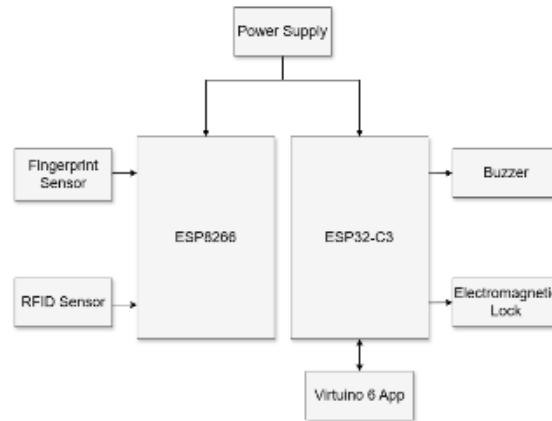 Power Supply
Fingerprint
Sensor
ESP8266
ESP32-C3
Buzzer
RFID Sensor
Electromagnetic
Lock
Virtuino 6 App